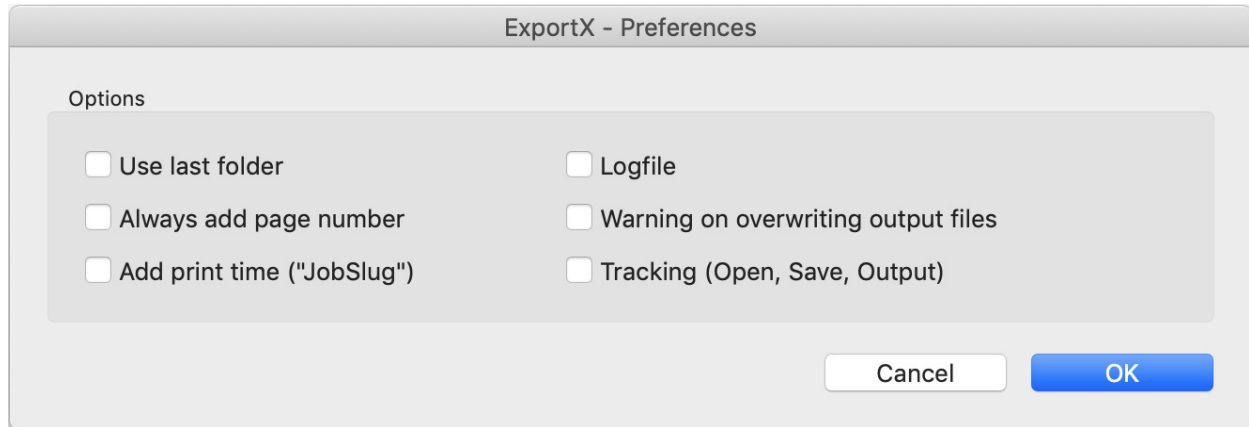 ExportX - Preferences
Options
Use last folder
Logfile
Always add page number
Warning on overwriting output files
Add print time ("JobSlug")
Tracking (Open, Save, Output)
Cancel
OK